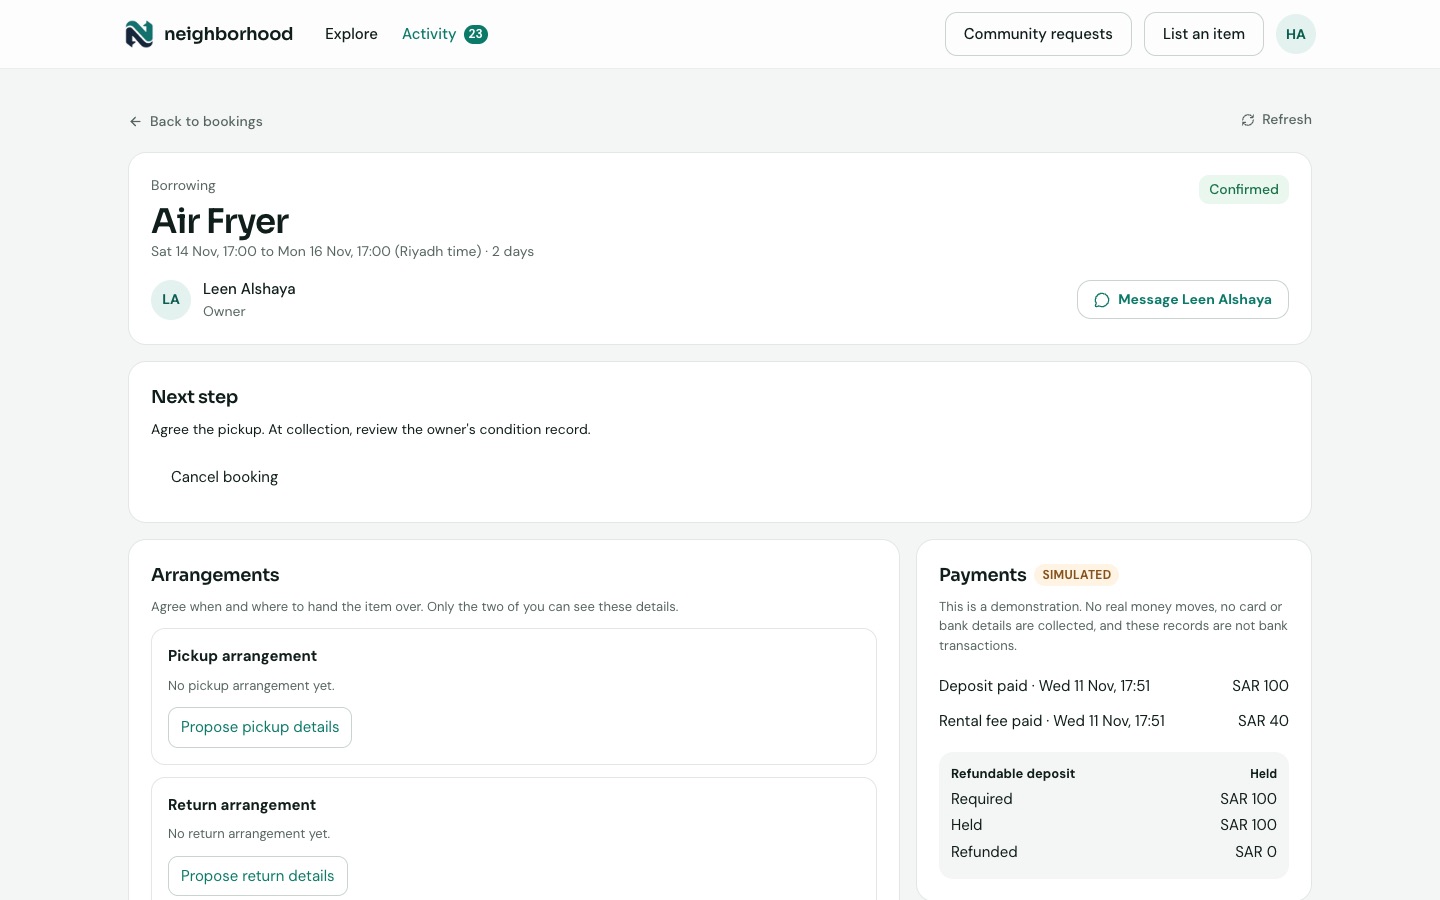 neighborhood
Explore
Activity 23
Community requests
List an item
HA
Back to bookings
Refresh
Borrowing
Confirmed
Air Fryer
Sat 14 Nov, 17:00 to Mon 16 Nov, 17:00 (Riyadh time) · 2 days
LA
Leen Alshaya
Owner
Message Leen Alshaya
Next step
Agree the pickup. At collection, review the owner's condition record.
Cancel booking
Arrangements
Agree when and where to hand the item over. Only the two of you can see these details.
Pickup arrangement
No pickup arrangement yet.
Propose pickup details
Return arrangement
No return arrangement yet.
Propose return details
Payments SIMULATED
This is a demonstration. No real money moves, no card or
bank details are collected, and these records are not bank
transactions.
Deposit paid · Wed 11 Nov, 17:51 SAR 100
Rental fee paid · Wed 11 Nov, 17:51 SAR 40
Refundable deposit Held
Required SAR 100
Held SAR 100
Refunded SAR 0